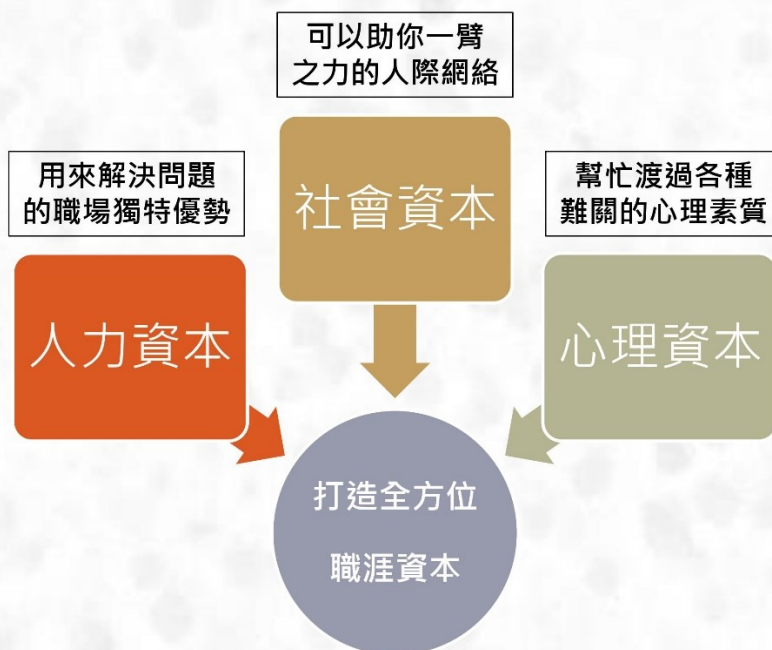 可以助你一臂
之力的人際網絡
用來解決問題
的職場獨特優勢
社會資本
幫忙渡過各種
難關的心理素質
人力資本
心理資本
打造全方位
職涯資本